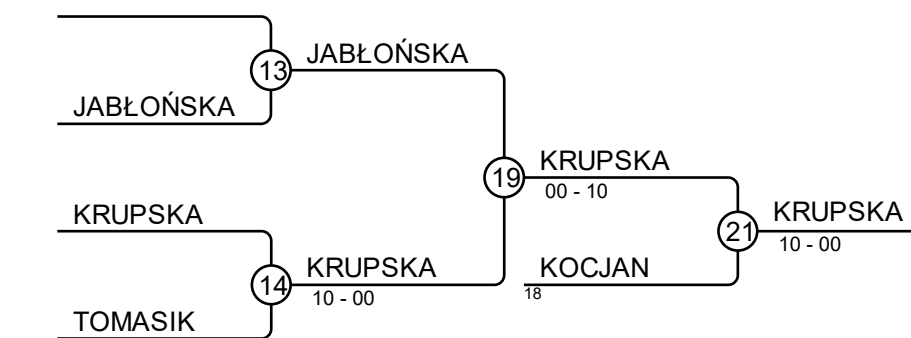 13
JABŁOŃSKA
JABŁOŃSKA
19
KRUPSKA
00 - 10
KRUPSKA
14
KRUPSKA
10 - 00
TOMASIK
KOCJAN
18
21
KRUPSKA
10 - 00